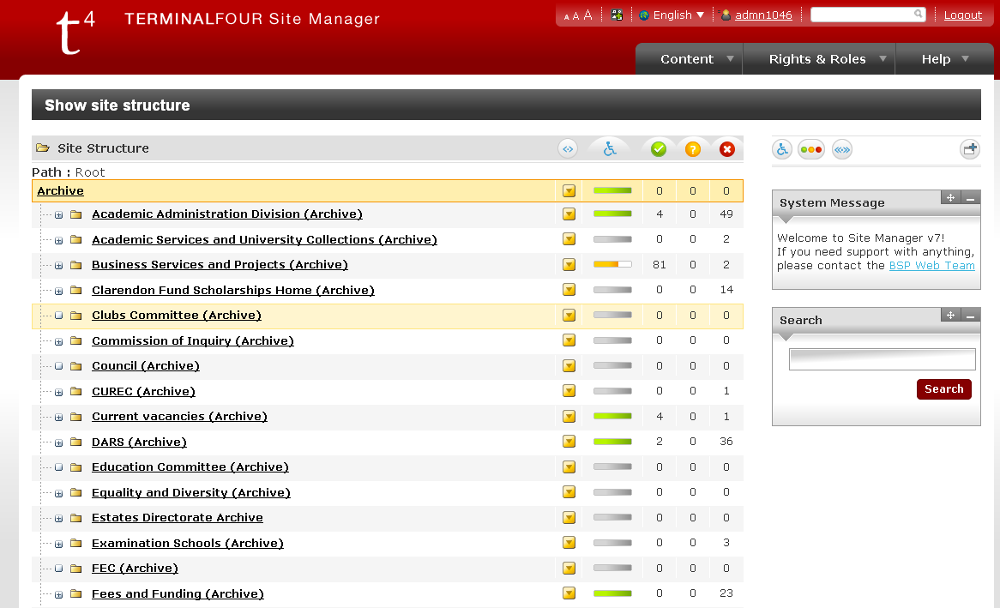 t4 TERMINALFOUR Site Manager
A A A English admn1046 Logout
Content Rights & Roles Help
Show site structure
Site Structure
Path : Root
Archive 0 0 0
Academic Administration Division (Archive) 4 0 49
Academic Services and University Collections (Archive) 0 0 2
Business Services and Projects (Archive) 81 0 2
Clarendon Fund Scholarships Home (Archive) 0 0 14
Clubs Committee (Archive) 0 0 0
Commission of Inquiry (Archive) 0 0 0
Council (Archive) 0 0 0
CUREC (Archive) 0 0 1
Current vacancies (Archive) 4 0 1
DARS (Archive) 2 0 36
Education Committee (Archive) 0 0 0
Equality and Diversity (Archive) 0 0 0
Estates Directorate Archive 0 0 0
Examination Schools (Archive) 0 0 3
FEC (Archive) 0 0 0
Fees and Funding (Archive) 0 0 23
System Message
Welcome to Site Manager v7!
If you need support with anything,
please contact the BSP Web Team
Search
Search